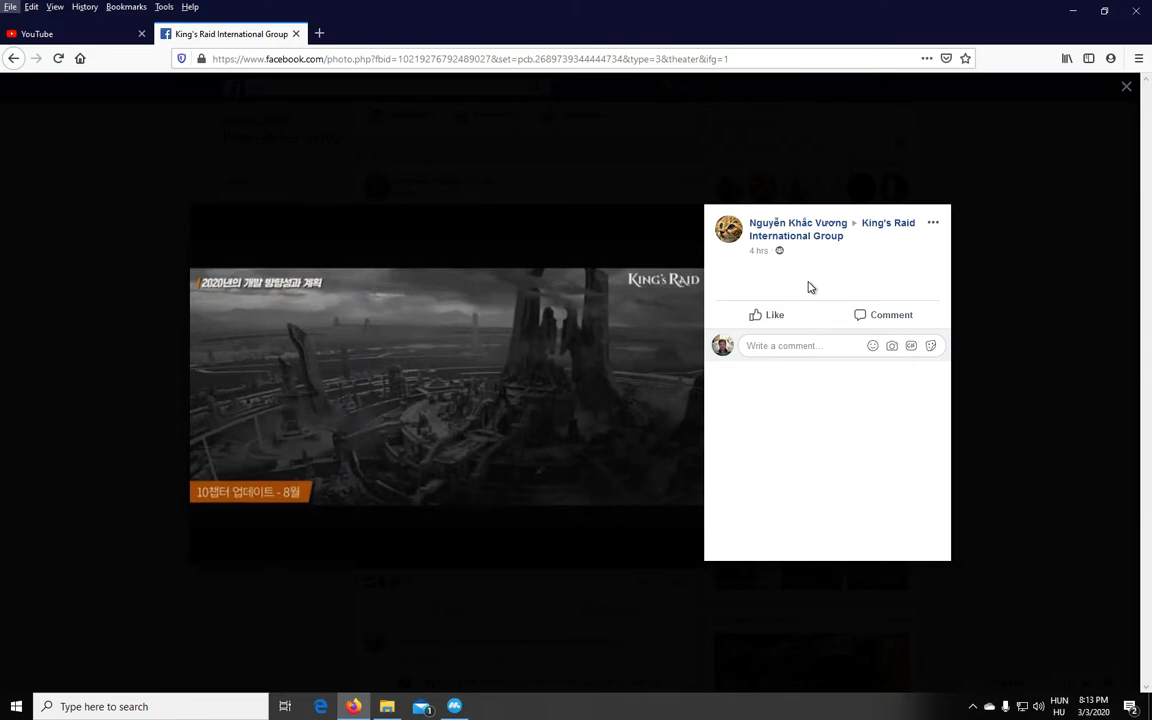 File Edit View History Bookmarks Tools Help
YouTube
King's Raid International Group
https://www.facebook.com/photo.php?fbid=10219276792489027&set=pcb.2689739344444734&type=3&theater&ifg=1
Nguyễn Khắc Vương ▸ King's Raid
International Group
4 hrs
2020년의 개발 방향성과 계획
KING'S RAID
Like
Comment
Write a comment...
GIF
10챕터 업데이트 - 8월
Type here to search
1
HUN
HU
8:13 PM
3/3/2020
2